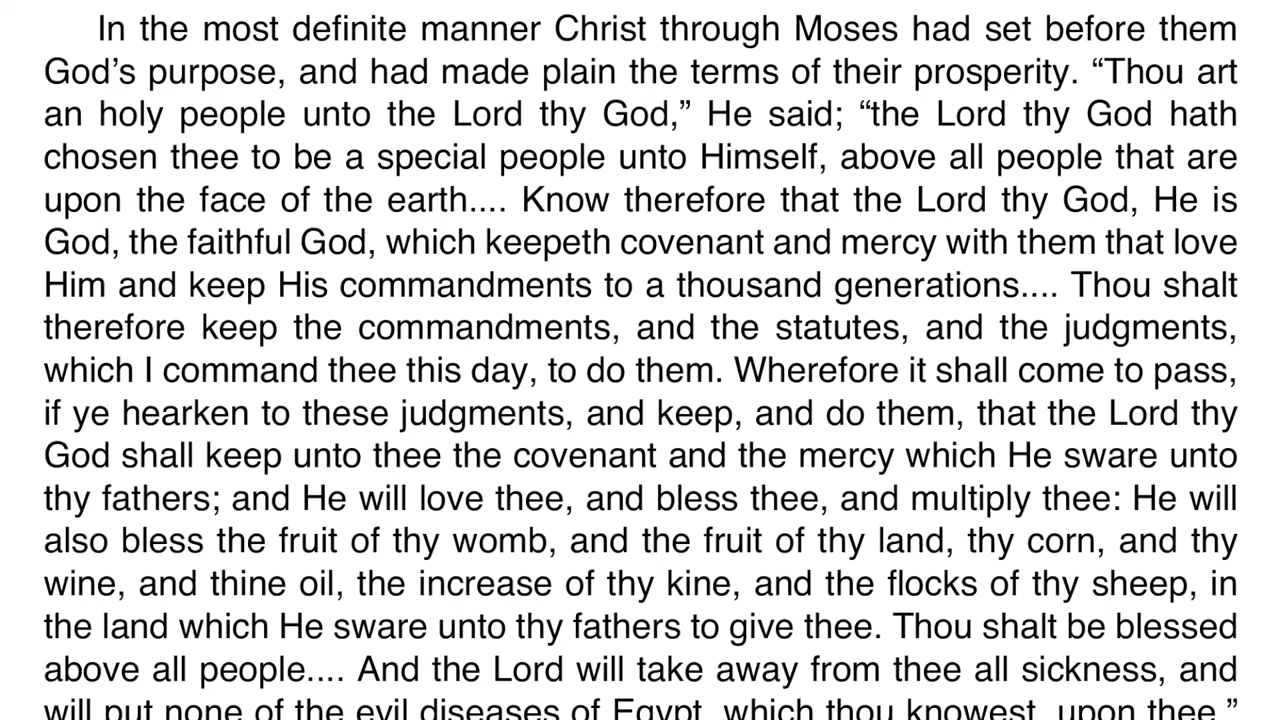 In the most definite manner Christ through Moses had set before them
God’s purpose, and had made plain the terms of their prosperity. “Thou art
an holy people unto the Lord thy God,” He said; “the Lord thy God hath
chosen thee to be a special people unto Himself, above all people that are
upon the face of the earth.... Know therefore that the Lord thy God, He is
God, the faithful God, which keepeth covenant and mercy with them that love
Him and keep His commandments to a thousand generations.... Thou shalt
therefore keep the commandments, and the statutes, and the judgments,
which I command thee this day, to do them. Wherefore it shall come to pass,
if ye hearken to these judgments, and keep, and do them, that the Lord thy
God shall keep unto thee the covenant and the mercy which He sware unto
thy fathers; and He will love thee, and bless thee, and multiply thee: He will
also bless the fruit of thy womb, and the fruit of thy land, thy corn, and thy
wine, and thine oil, the increase of thy kine, and the flocks of thy sheep, in
the land which He sware unto thy fathers to give thee. Thou shalt be blessed
above all people.... And the Lord will take away from thee all sickness, and
will put none of the evil diseases of Egypt, which thou knowest, upon thee.”